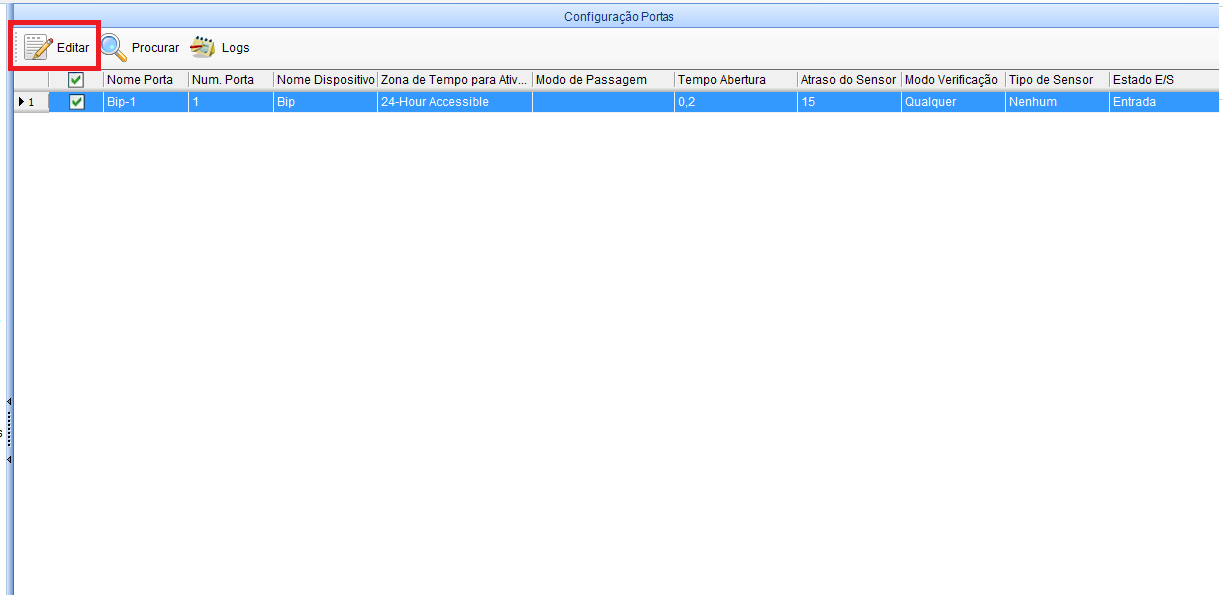 Configuração Portas
Editar Procurar Logs
Nome Porta Num. Porta Nome Dispositivo Zona de Tempo para Ativ... Modo de Passagem Tempo Abertura Atraso do Sensor Modo Verificação Tipo de Sensor Estado E/S
1 Bip-1 1 Bip 24-Hour Accessible 0,2 15 Qualquer Nenhum Entrada
s